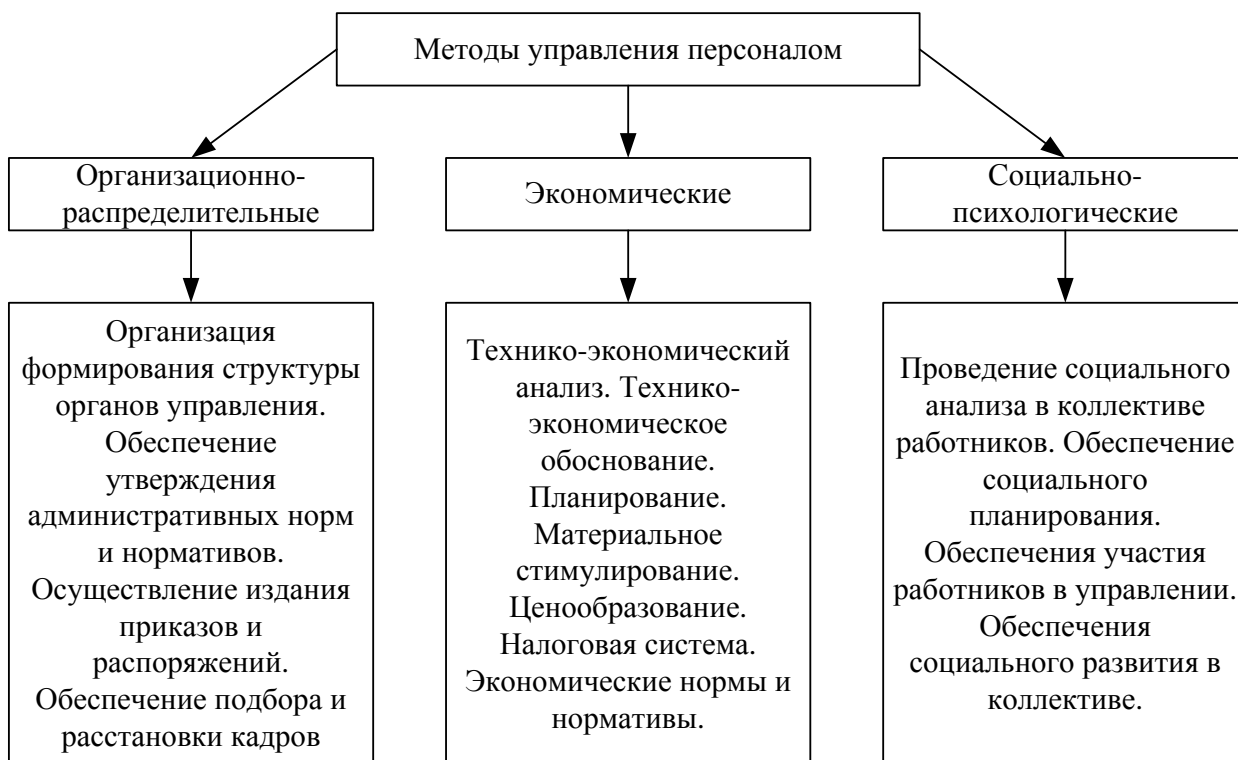 Методы управления персоналом
Организационно-
распределительные
Экономические
Социально-
психологические
Организация
формирования структуры
органов управления.
Обеспечение
утверждения
административных норм
и нормативов.
Осуществление издания
приказов и
распоряжений.
Обеспечение подбора и
расстановки кадров
Технико-экономический
анализ. Технико-
экономическое
обоснование.
Планирование.
Материальное
стимулирование.
Ценообразование.
Налоговая система.
Экономические нормы и
нормативы.
Проведение социального
анализа в коллективе
работников. Обеспечение
социального
планирования.
Обеспечения участия
работников в управлении.
Обеспечения
социального развития в
коллективе.